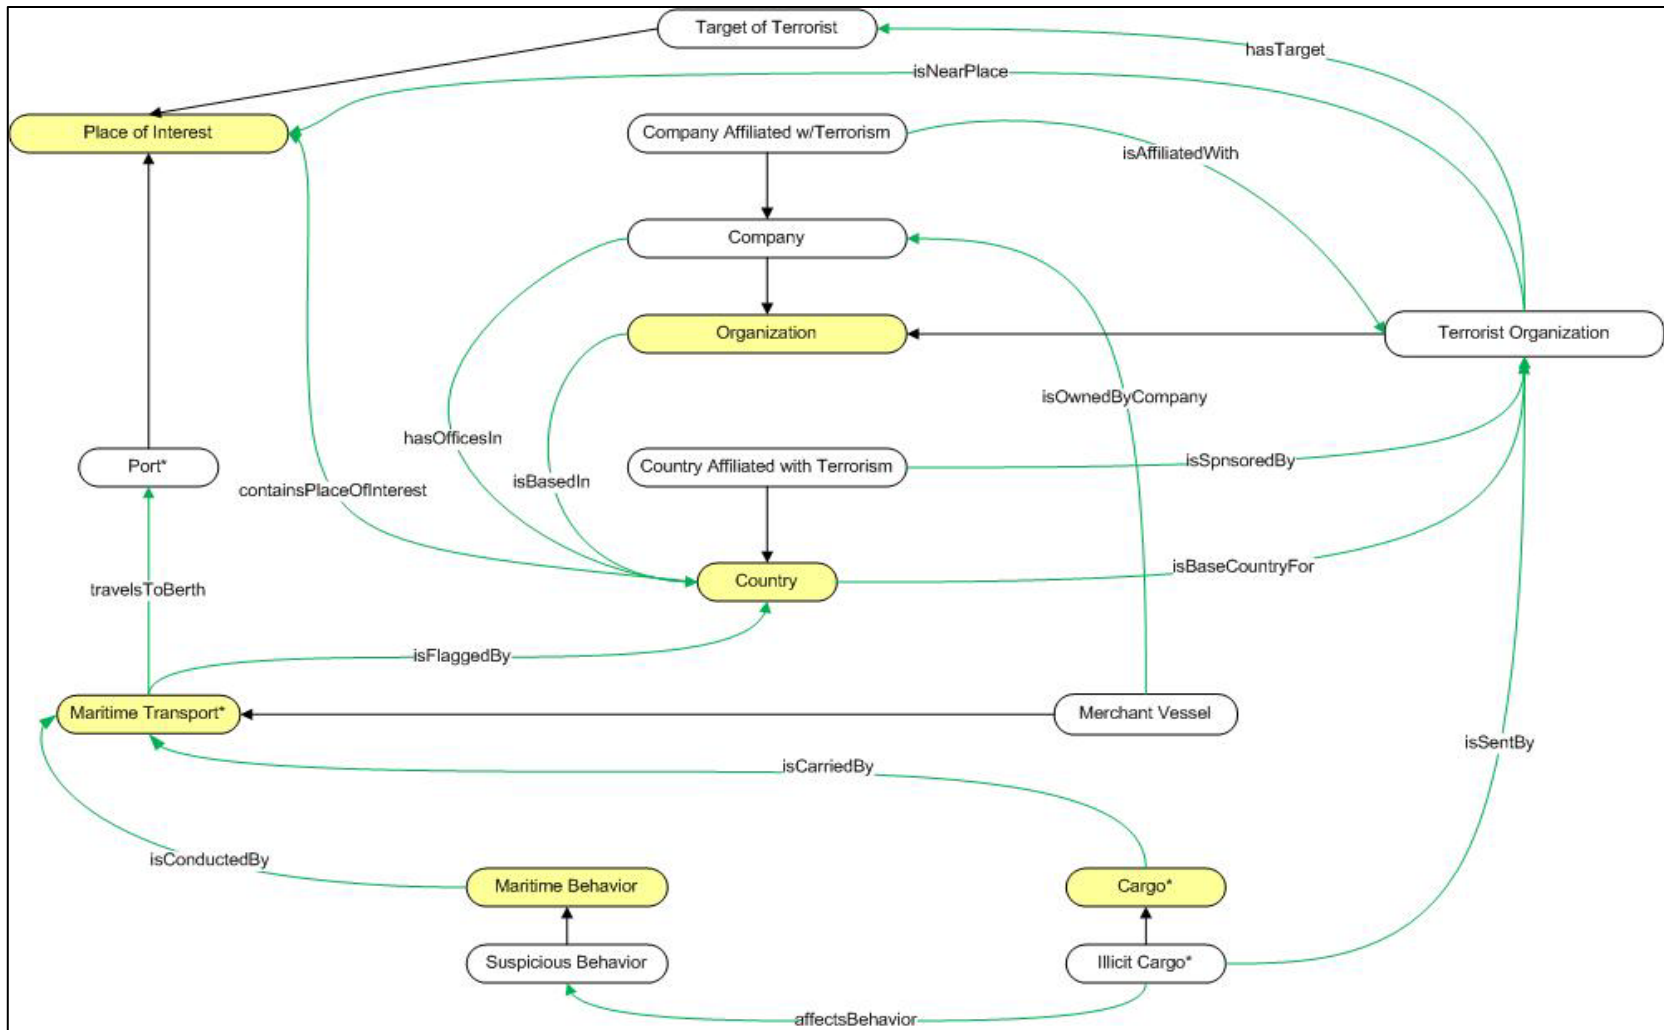 Target of Terrorist
hasTarget
isNearPlace
Place of Interest
Company Affiliated w/Terrorism
isAffiliatedWith
Company
Organization
Terrorist Organization
isOwnedByCompany
hasOfficesIn
Port*
Country Affiliated with Terrorism
isSpnsoredBy
isBasedIn
containsPlaceOfInterest
isBaseCountryFor
Country
travelsToBerth
isFlaggedBy
Maritime Transport*
Merchant Vessel
isSentBy
isCarriedBy
isConductedBy
Maritime Behavior
Cargo*
Suspicious Behavior
Illicit Cargo*
affectsBehavior